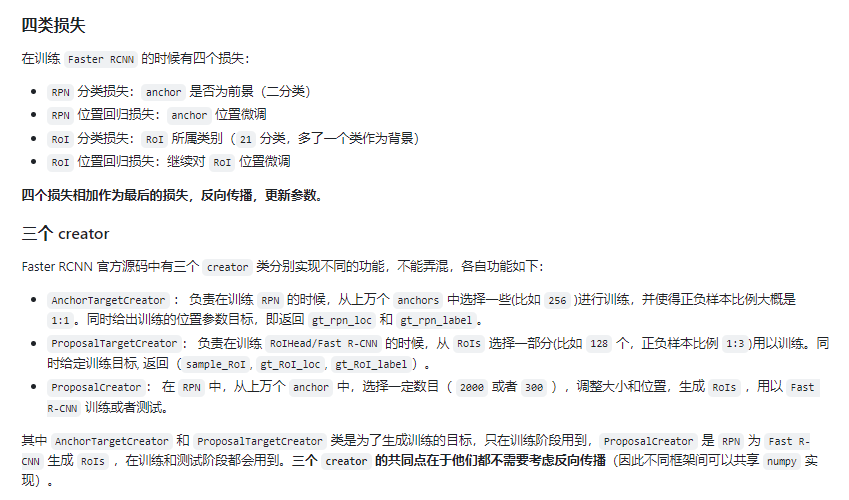 四类损失
在训练 Faster RCNN 的时候有四个损失：
RPN 分类损失：anchor 是否为前景（二分类）
RPN 位置回归损失：anchor 位置微调
RoI 分类损失：RoI 所属类别（21 分类，多了一个类作为背景）
RoI 位置回归损失：继续对 RoI 位置微调
四个损失相加作为最后的损失，反向传播，更新参数。
三个 creator
Faster RCNN 官方源码中有三个 creator 类分别实现不同的功能，不能弄混，各自功能如下：
AnchorTargetCreator ： 负责在训练 RPN 的时候，从上万个 anchors 中选择一些(比如 256 )进行训练，并使得正负样本比例大概是
1:1 。同时给出训练的位置参数目标，即返回 gt_rpn_loc 和 gt_rpn_label 。
ProposalTargetCreator ： 负责在训练 RoIHead/Fast R-CNN 的时候，从 RoIs 选择一部分(比如 128 个，正负样本比例 1:3 )用以训练。同
时给定训练目标, 返回（ sample_RoI , gt_RoI_loc , gt_RoI_label ）。
ProposalCreator ： 在 RPN 中，从上万个 anchor 中，选择一定数目（ 2000 或者 300 ），调整大小和位置，生成 RoIs ，用以 Fast
R-CNN 训练或者测试。
其中 AnchorTargetCreator 和 ProposalTargetCreator 类是为了生成训练的目标，只在训练阶段用到，ProposalCreator 是 RPN 为 Fast R-
CNN 生成 RoIs ，在训练和测试阶段都会用到。三个 creator 的共同点在于他们都不需要考虑反向传播（因此不同框架间可以共享 numpy 实
现）。